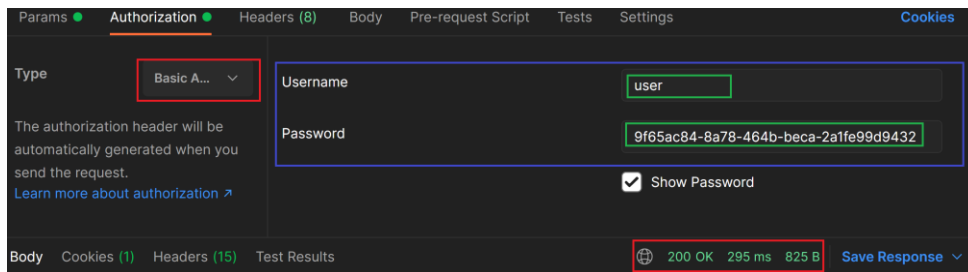 Params Authorization Headers (8) Body Pre-request Script Tests Settings Cookies
Type Basic A...
The authorization header will be
automatically generated when you
send the request.
Learn more about authorization ↗
Username user
Password 9f65ac84-8a78-464b-beca-2a1fe99d9432
Show Password
Body Cookies (1) Headers (15) Test Results 200 OK 295 ms 825 B Save Response